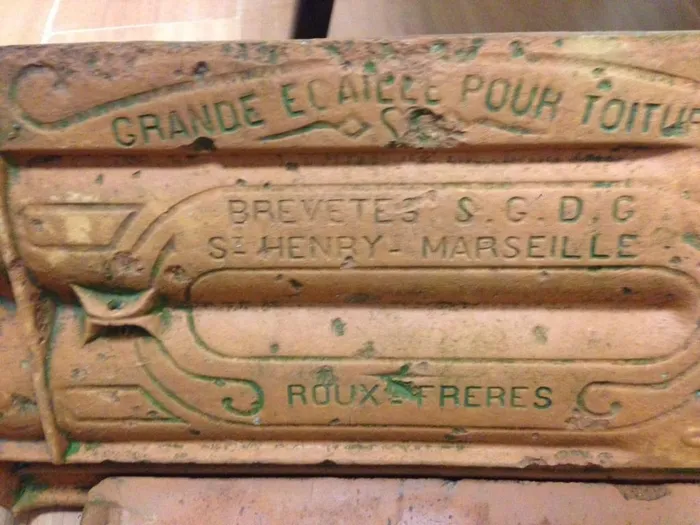 GRANDE ECAILLE POUR TOITU
BREVETES S.G.D.G
ST HENRY - MARSEILLE
ROUX - FRERES